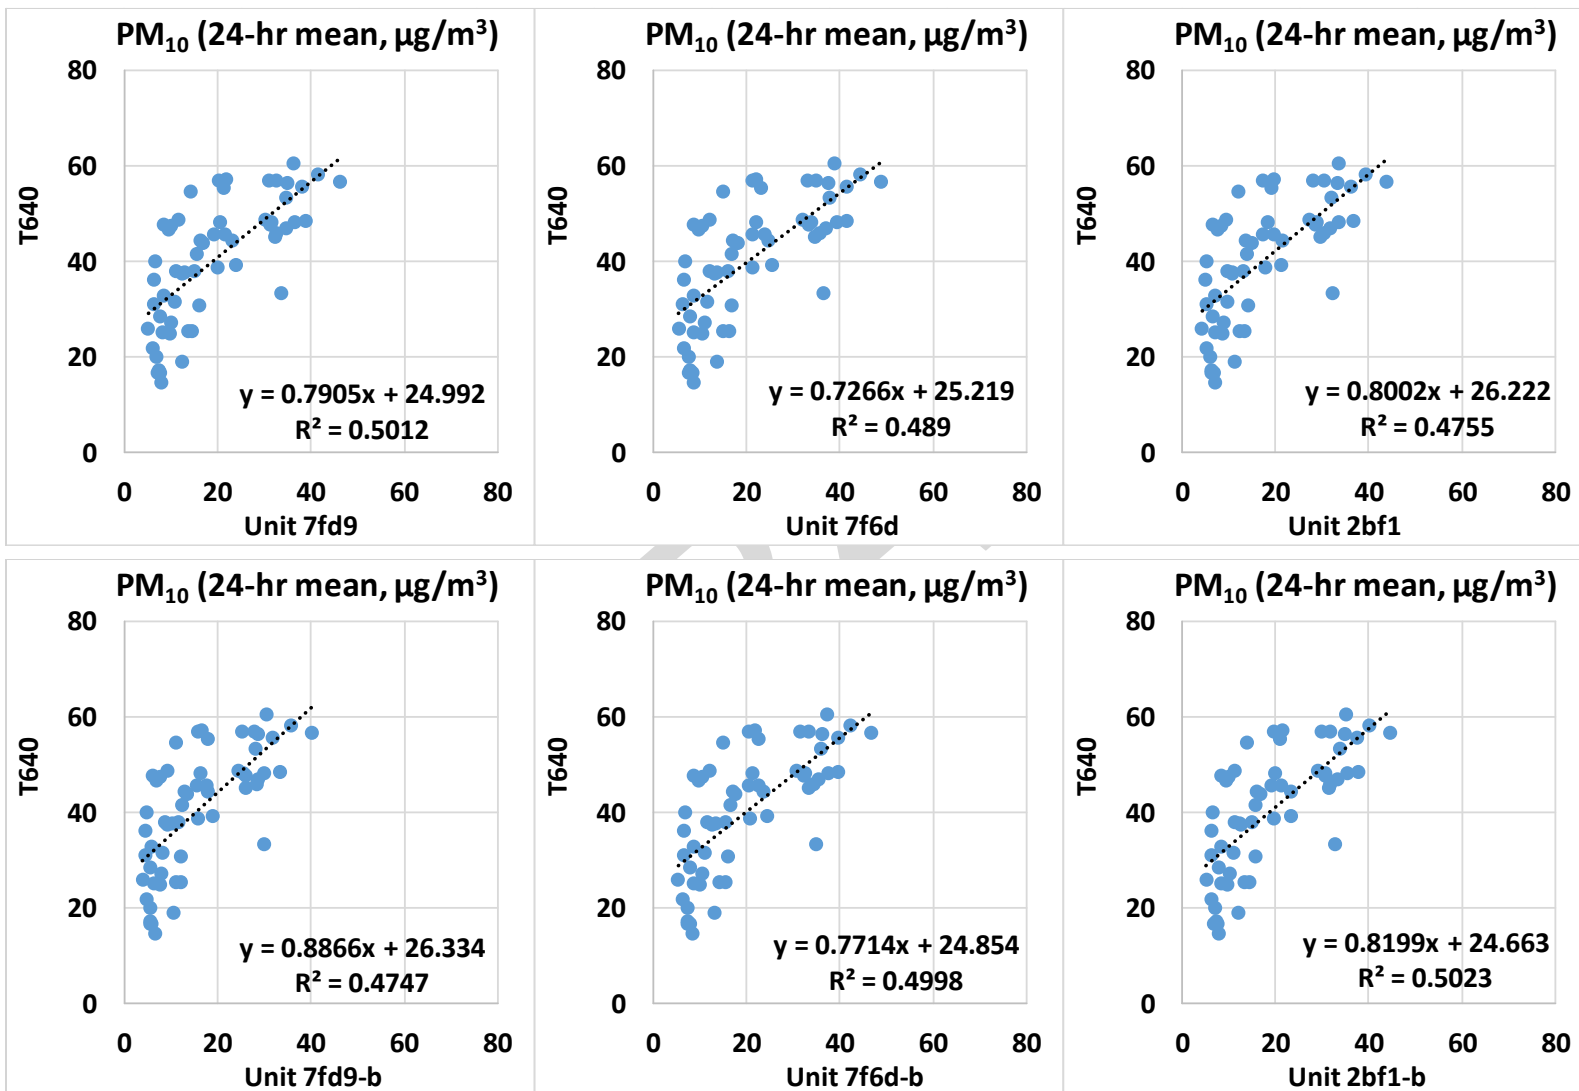 PM₁₀ (24-hr mean, µg/m³)
80
60
40
20
0
T640
y = 0.7905x + 24.992
R² = 0.5012
0 20 40 60 80
Unit 7fd9
PM₁₀ (24-hr mean, µg/m³)
80
60
40
20
0
T640
y = 0.7266x + 25.219
R² = 0.489
0 20 40 60 80
Unit 7f6d
PM₁₀ (24-hr mean, µg/m³)
80
60
40
20
0
T640
y = 0.8002x + 26.222
R² = 0.4755
0 20 40 60 80
Unit 2bf1
PM₁₀ (24-hr mean, µg/m³)
80
60
40
20
0
T640
y = 0.8866x + 26.334
R² = 0.4747
0 20 40 60 80
Unit 7fd9-b
PM₁₀ (24-hr mean, µg/m³)
80
60
40
20
0
T640
y = 0.7714x + 24.854
R² = 0.4998
0 20 40 60 80
Unit 7f6d-b
PM₁₀ (24-hr mean, µg/m³)
80
60
40
20
0
T640
y = 0.8199x + 24.663
R² = 0.5023
0 20 40 60 80
Unit 2bf1-b